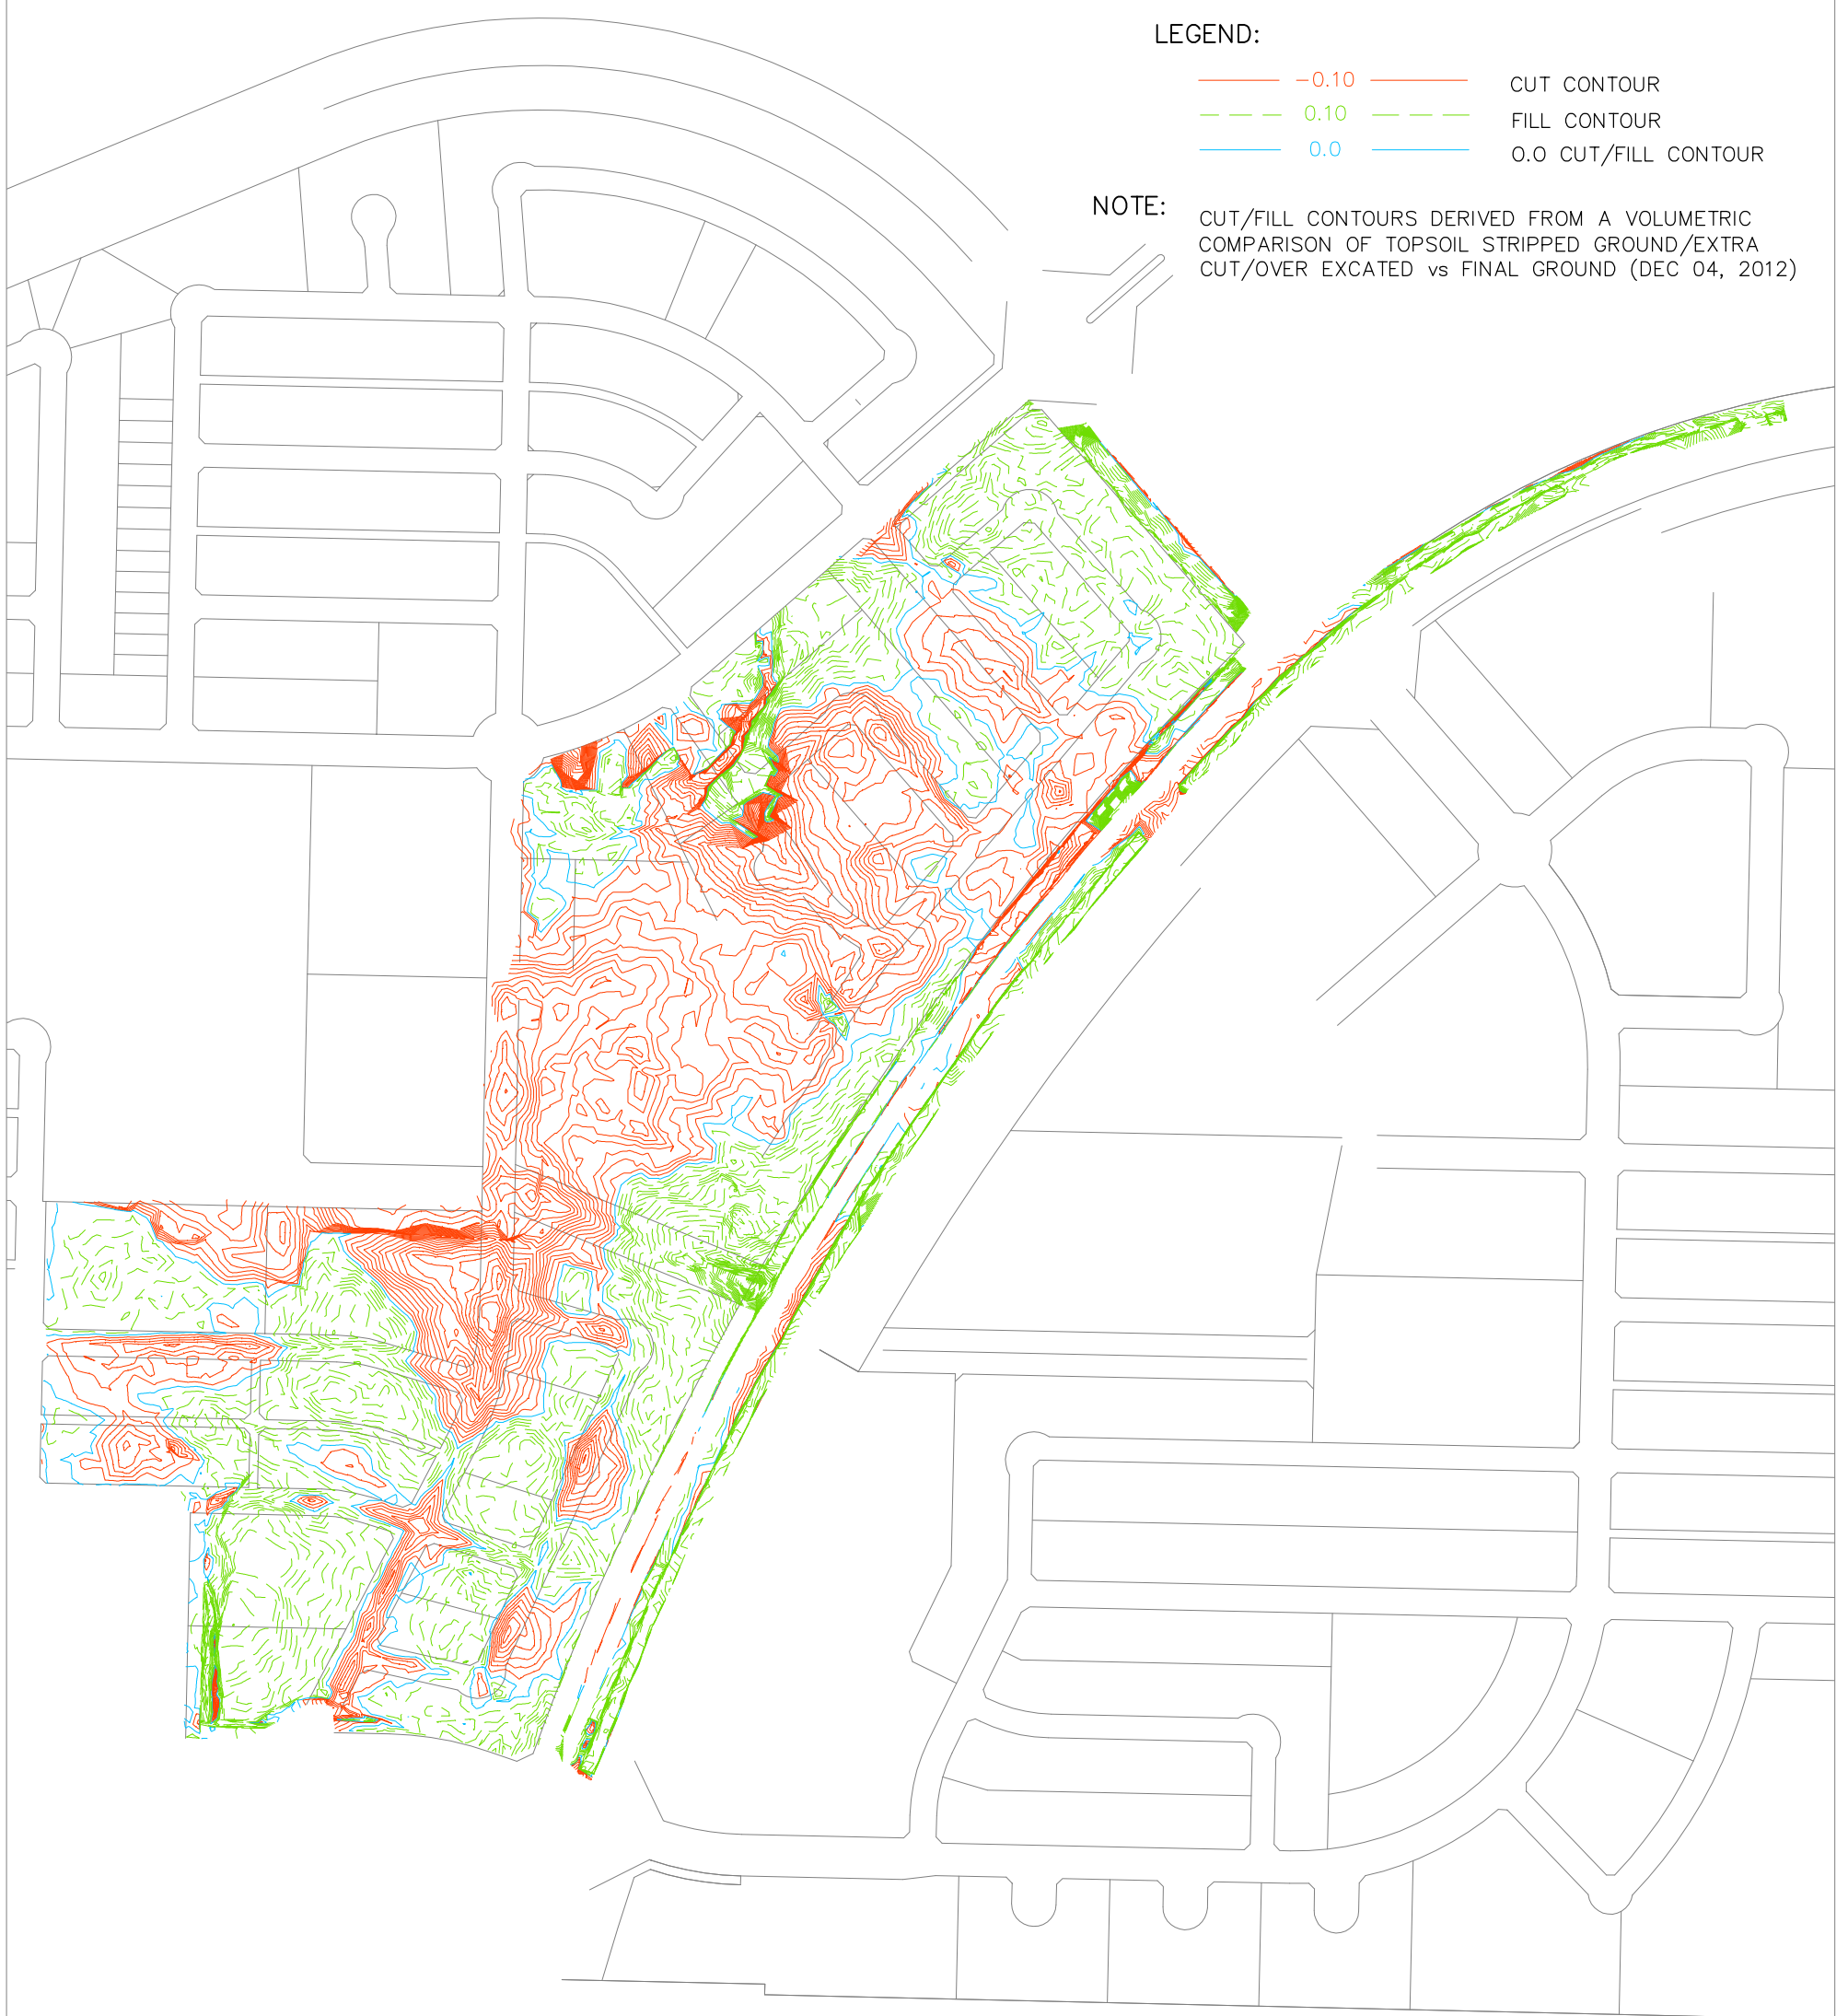 LEGEND:
-0.10 CUT CONTOUR
0.10 FILL CONTOUR
0.0 0.0 CUT/FILL CONTOUR
NOTE: CUT/FILL CONTOURS DERIVED FROM A VOLUMETRIC
COMPARISON OF TOPSOIL STRIPPED GROUND/EXTRA
CUT/OVER EXCATED vs FINAL GROUND (DEC 04, 2012)